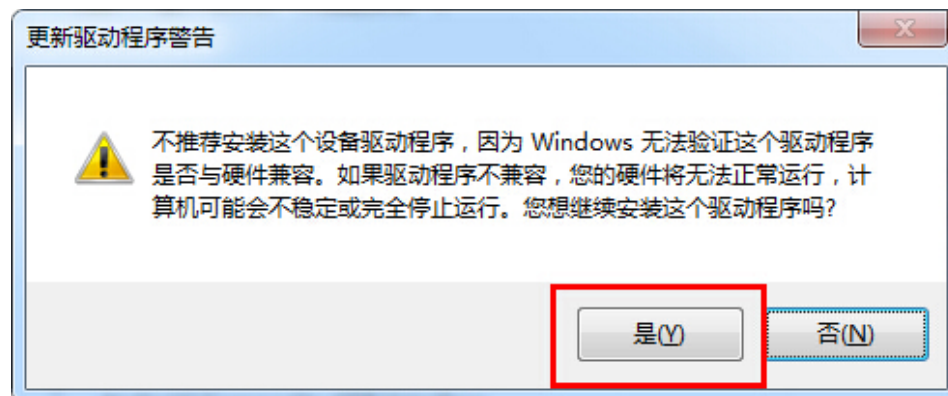 更新驱动程序警告
不推荐安装这个设备驱动程序，因为 Windows 无法验证这个驱动程序
是否与硬件兼容。如果驱动程序不兼容，您的硬件将无法正常运行，计
算机可能会不稳定或完全停止运行。您想继续安装这个驱动程序吗?
是(Y)
否(N)